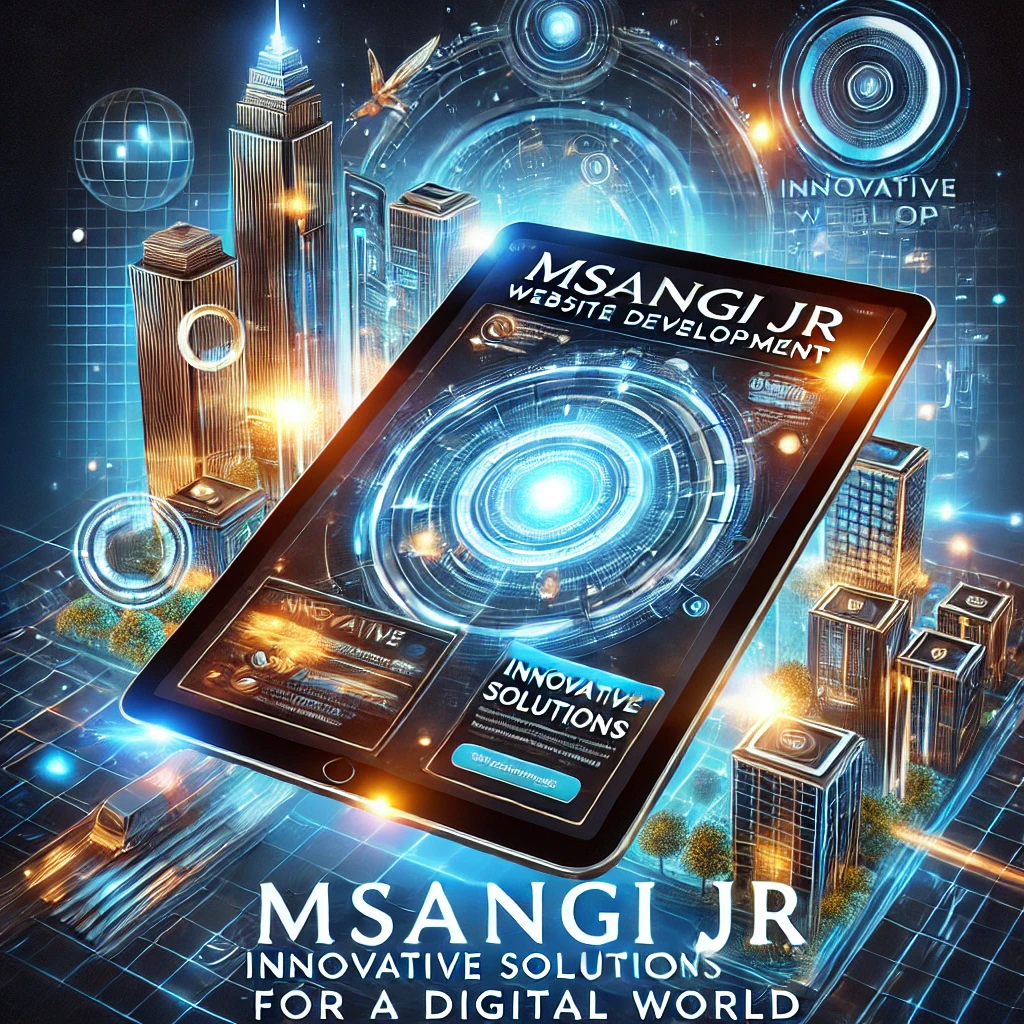 INNOVATIVE
MSANGI JR
WEBSITE DEVELOPMENT
INNOVATIVE
SOLUTIONS
MSANGI JR
INNOVATIVE SOLUTIONS
FOR A DIGITAL WORLD